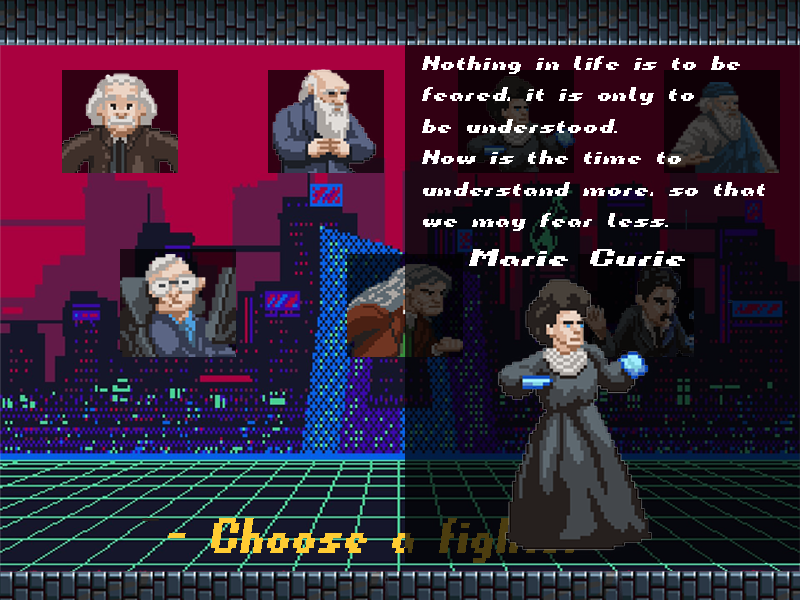 Nothing in life is to be
feared, it is only to
be understood.
Now is the time to
understand more, so that
we may fear less.
Marie Curie
- Choose a fighter